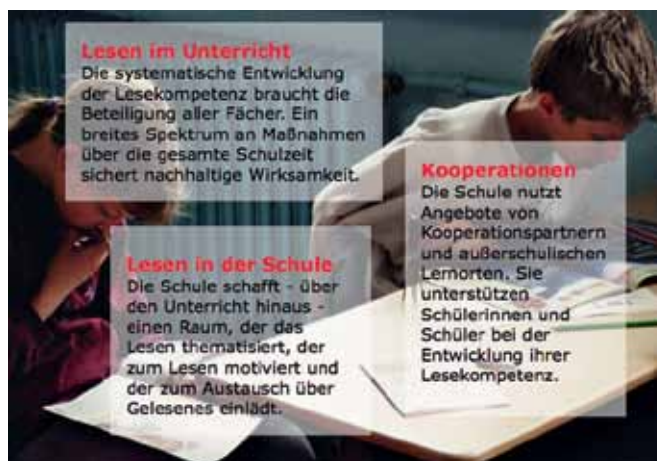 Lesen im Unterricht
Die systematische Entwicklung
der Lesekompetenz braucht die
Beteiligung aller Fächer. Ein
breites Spektrum an Maßnahmen
über die gesamte Schulzeit
sichert nachhaltige Wirksamkeit.
Lesen in der Schule
Die Schule schafft - über
den Unterricht hinaus -
einen Raum, der das
Lesen thematisiert, der
zum Lesen motiviert und
der zum Austausch über
Gelesenes einlädt.
Kooperationen
Die Schule nutzt
Angebote von
Kooperationspartnern
und außerschulischen
Lernorten. Sie
unterstützen
Schülerinnen und
Schüler bei der
Entwicklung ihrer
Lesekompetenz.